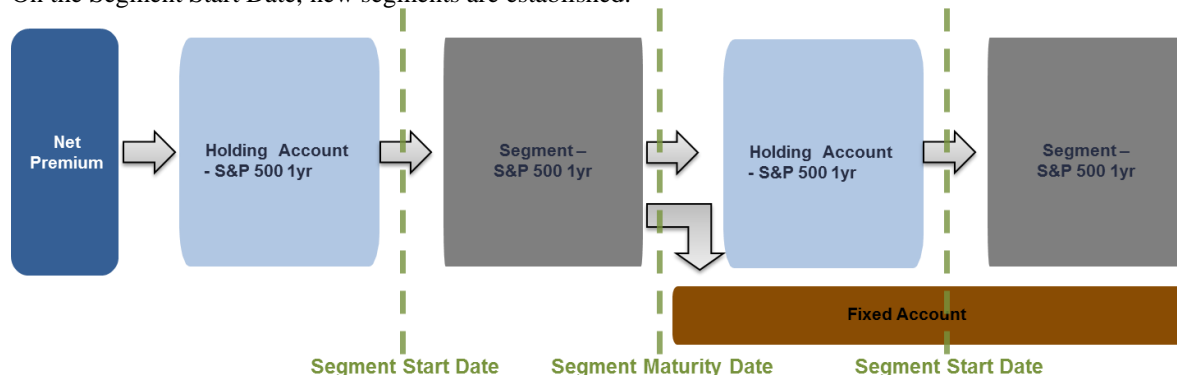 On the Segment Start Date, new segments are established.
Net
Premium
Holding Account
- S&P 500 1yr
Segment –
S&P 500 1yr
Holding Account
- S&P 500 1yr
Segment –
S&P 500 1yr
Fixed Account
Segment Start Date
Segment Maturity Date
Segment Start Date